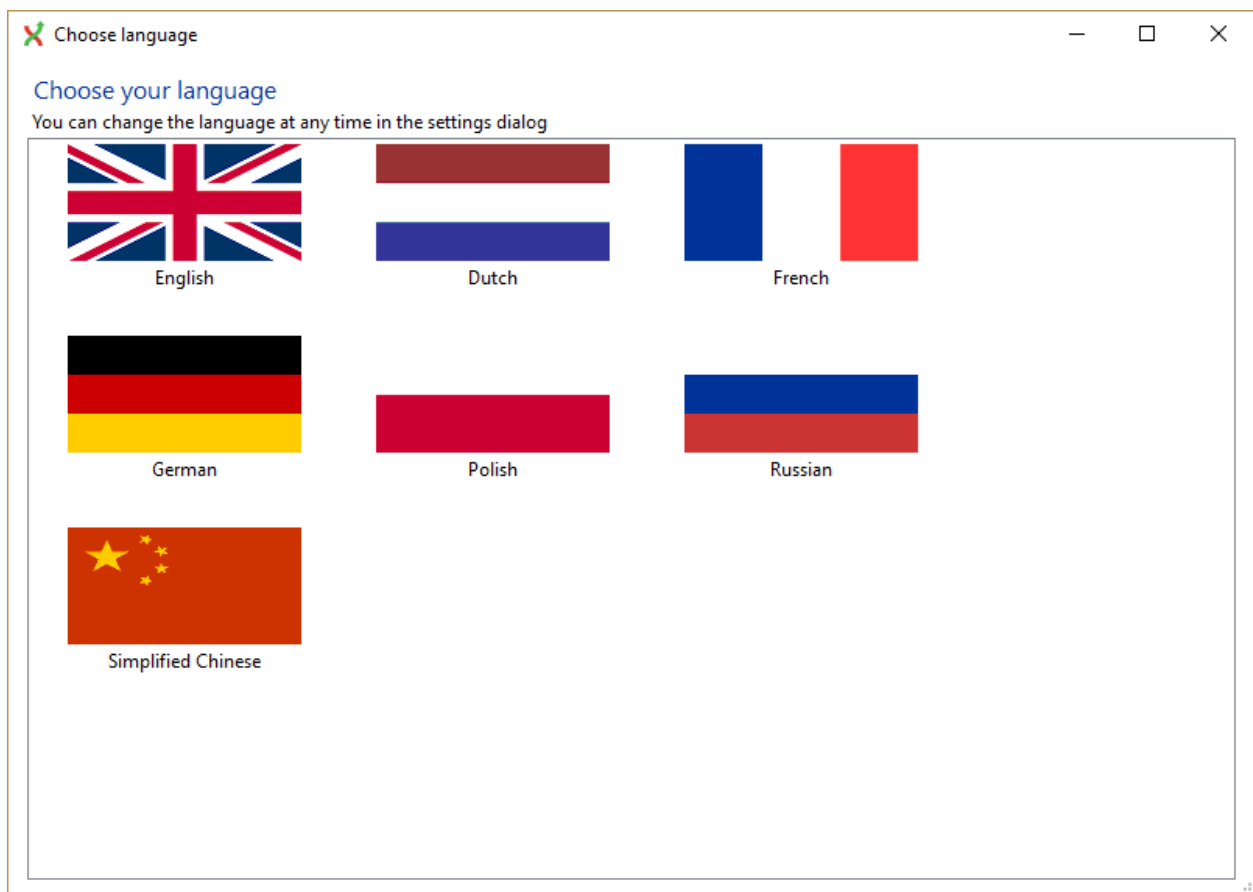 Choose language
Choose your language
You can change the language at any time in the settings dialog
English
Dutch
French
German
Polish
Russian
Simplified Chinese